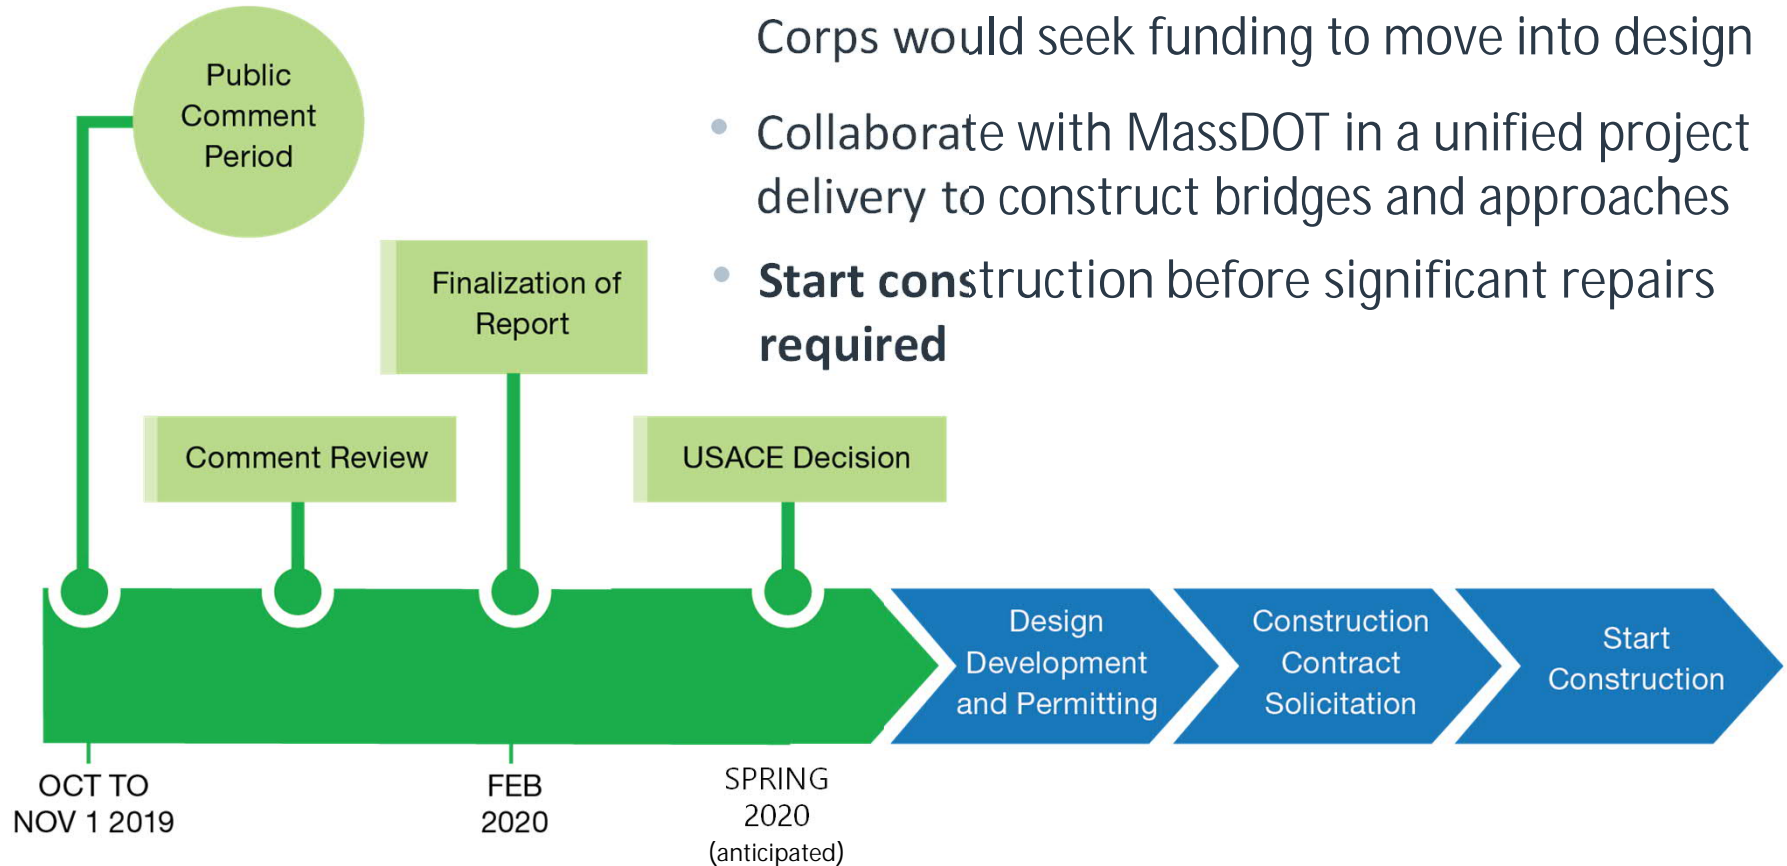 Corps would seek funding to move into design
• Collaborate with MassDOT in a unified project
delivery to construct bridges and approaches
• Start construction before significant repairs
required
Public
Comment
Period
Finalization of
Report
Comment Review
USACE Decision
Design
Development
and Permitting
Construction
Contract
Solicitation
Start
Construction
OCT TO
NOV 1 2019
FEB
2020
SPRING
2020
(anticipated)